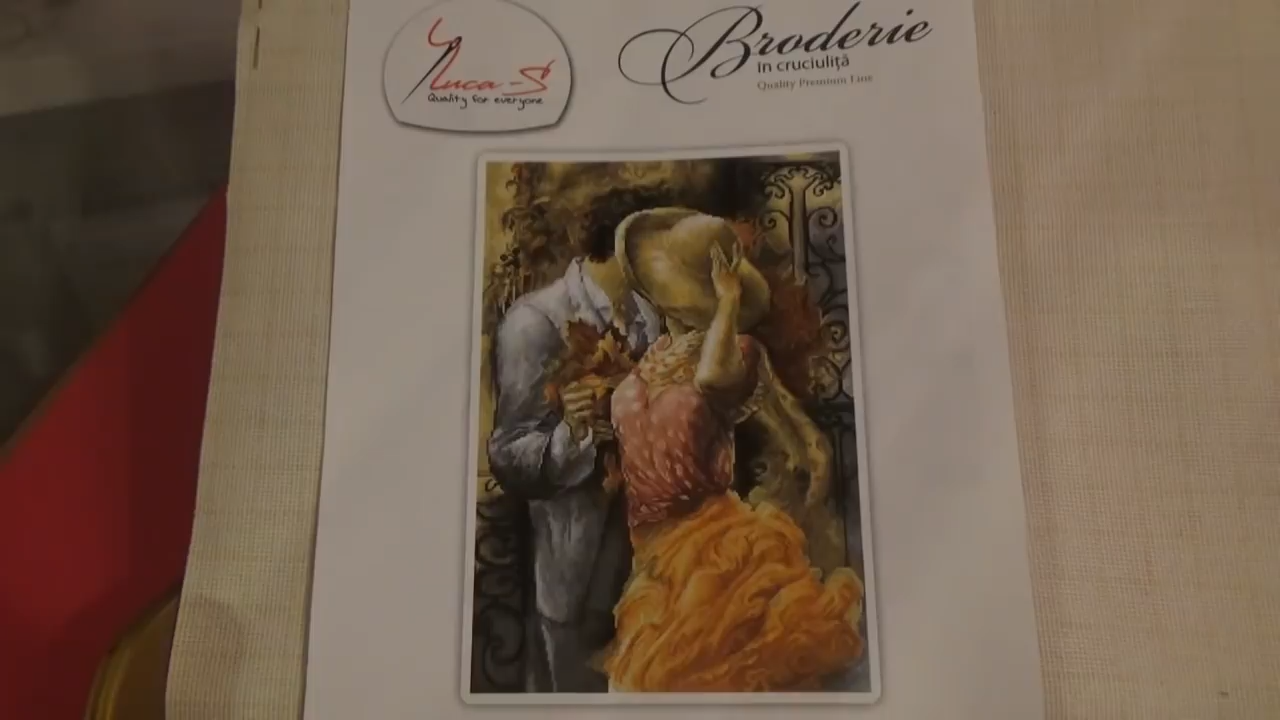 Luca-S
Quality for everyone
Broderie
în cruciuliță
Quality Premium Line